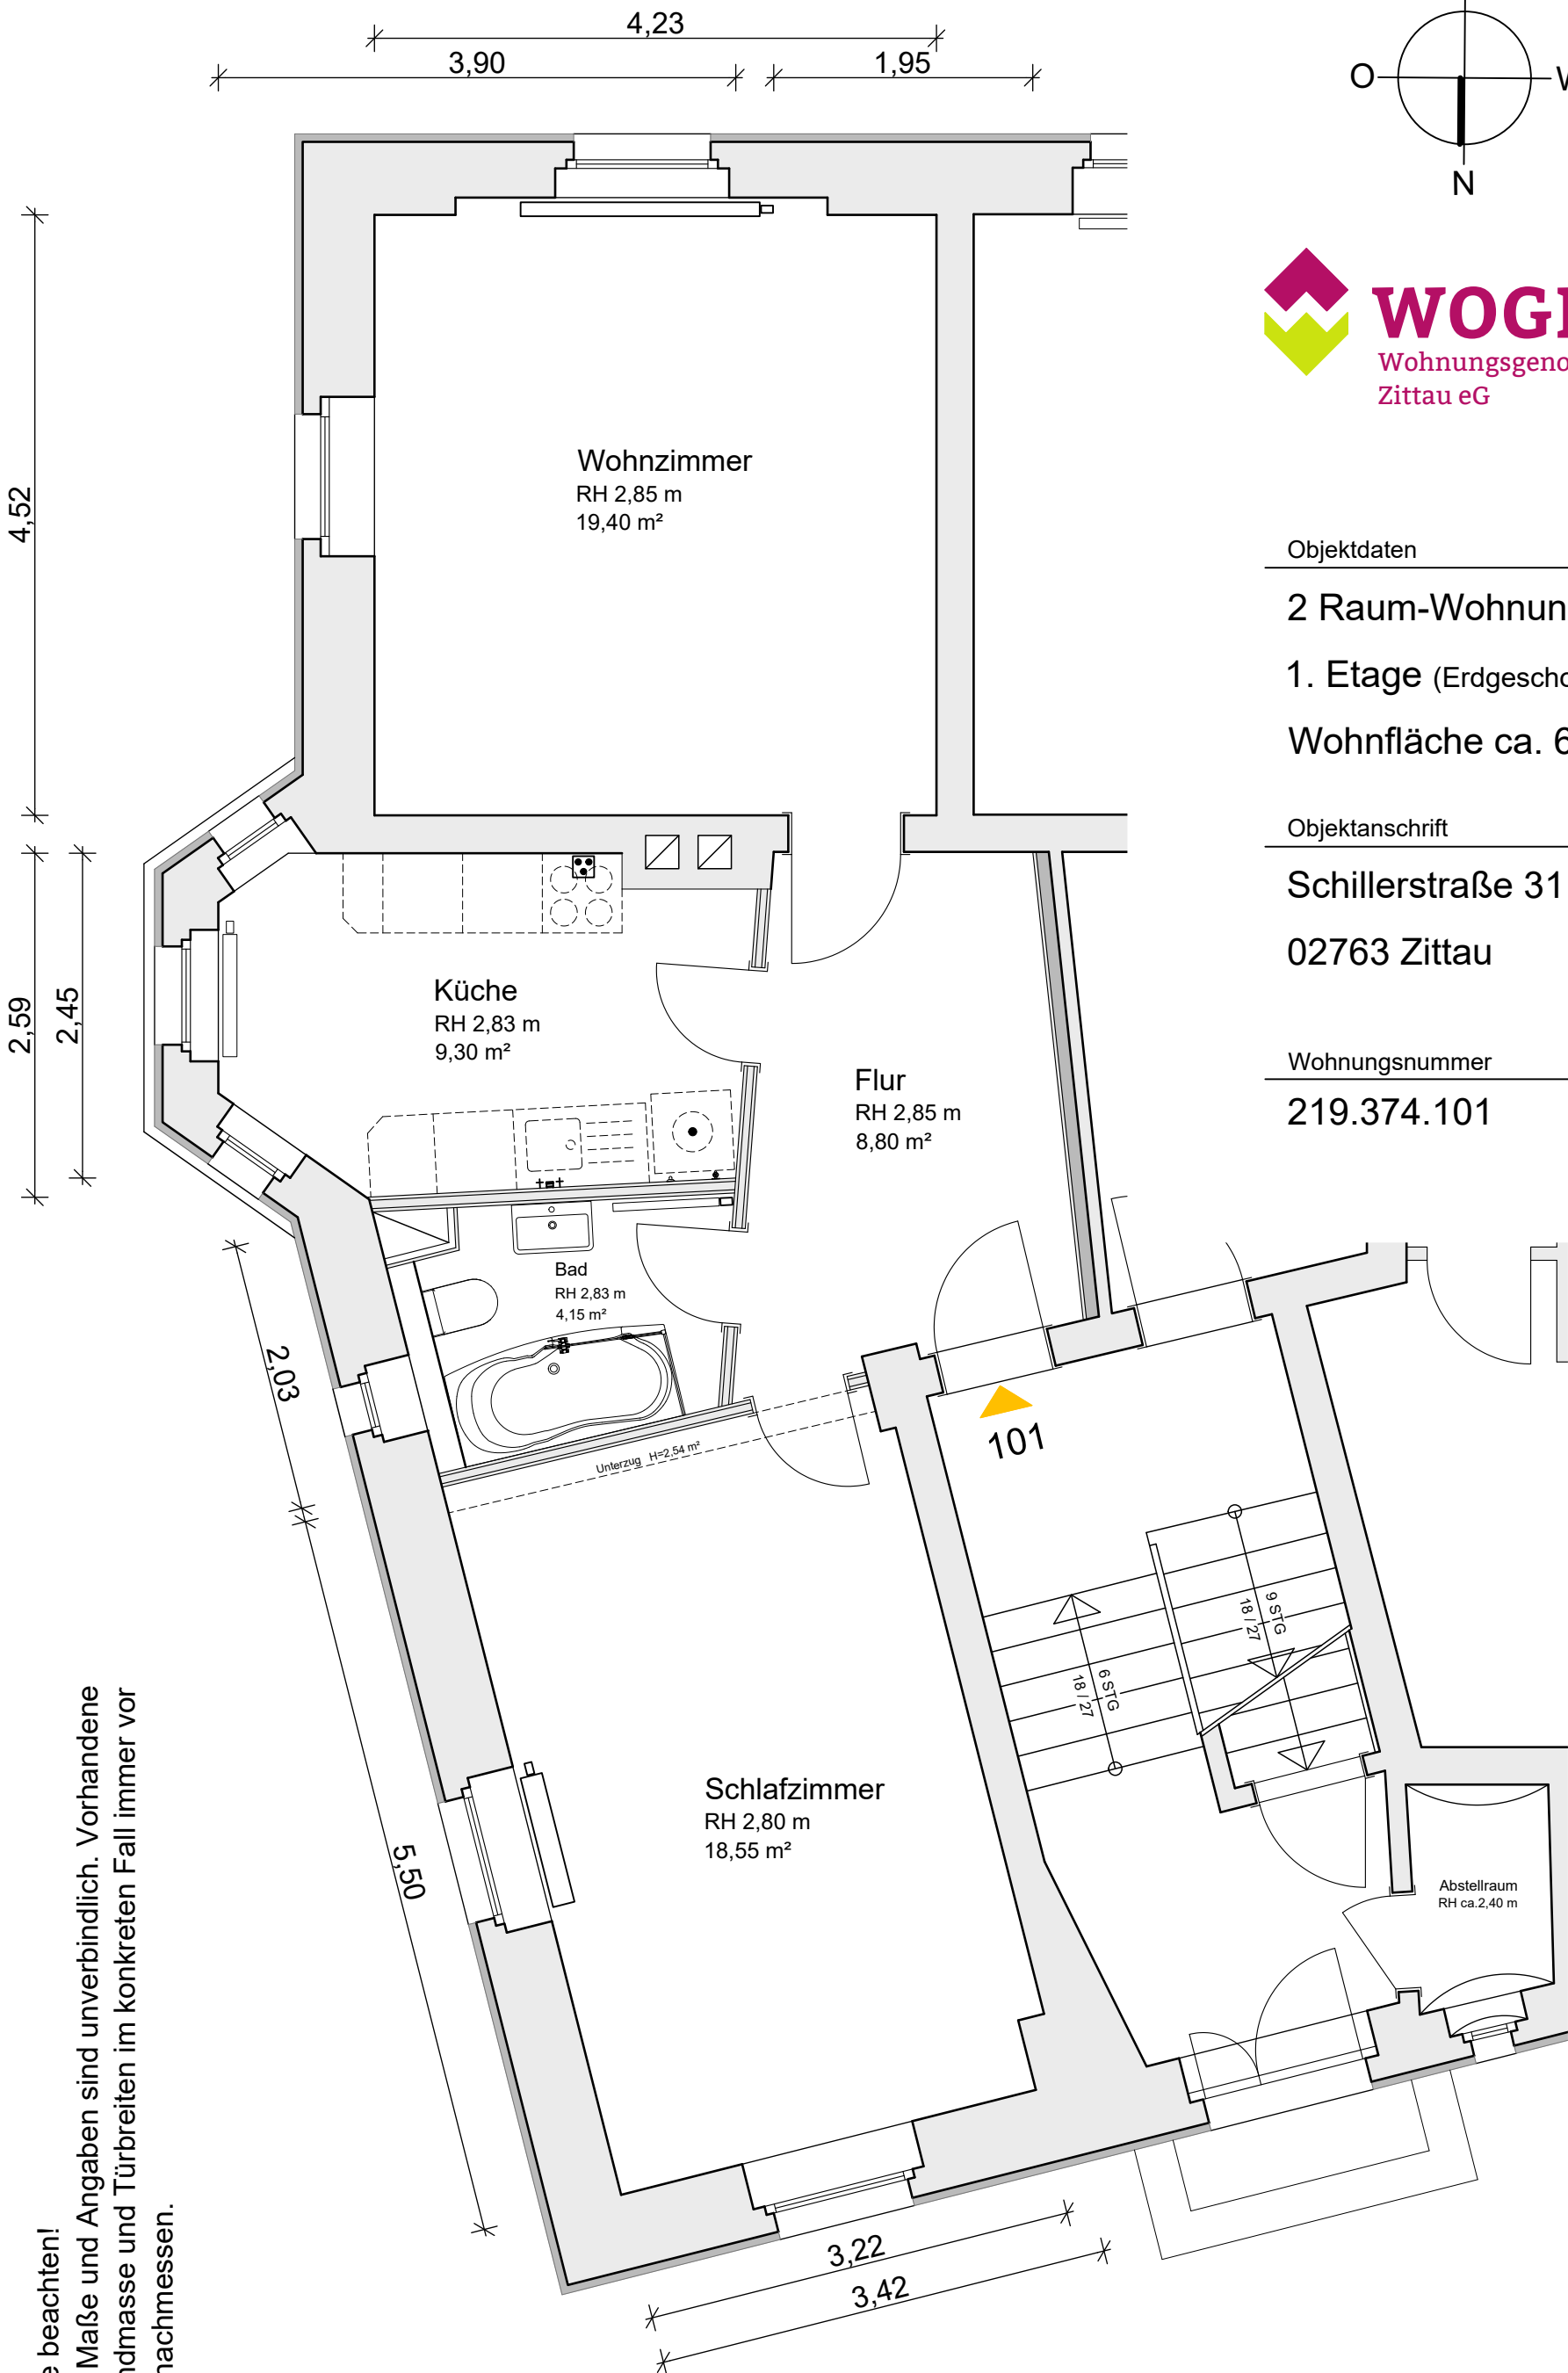 4,23
3,90
1,95
O
N
4,52
Wohnzimmer
RH 2,85 m
19,40 m²
Wohnungsgeno
Zittau eG
Objektdaten
2 Raum-Wohnun
1. Etage (Erdgescho
Wohnfläche ca. 6
Objektanschrift
Schillerstraße 31
02763 Zittau
Wohnungsnummer
219.374.101
2,59
2,45
Küche
RH 2,83 m
9,30 m²
Flur
RH 2,85 m
8,80 m²
Bad
RH 2,83 m
4,15 m²
2,03
Unterzug H=2,54 m²
101
9 STG
18 / 27
6 STG
18 / 27
5,50
Schlafzimmer
RH 2,80 m
18,55 m²
Abstellraum
RH ca.2,40 m
3,22
3,42
e beachten!
Maße und Angaben sind unverbindlich. Vorhandene
ndmasse und Türbreiten im konkreten Fall immer vor
nachmessen.